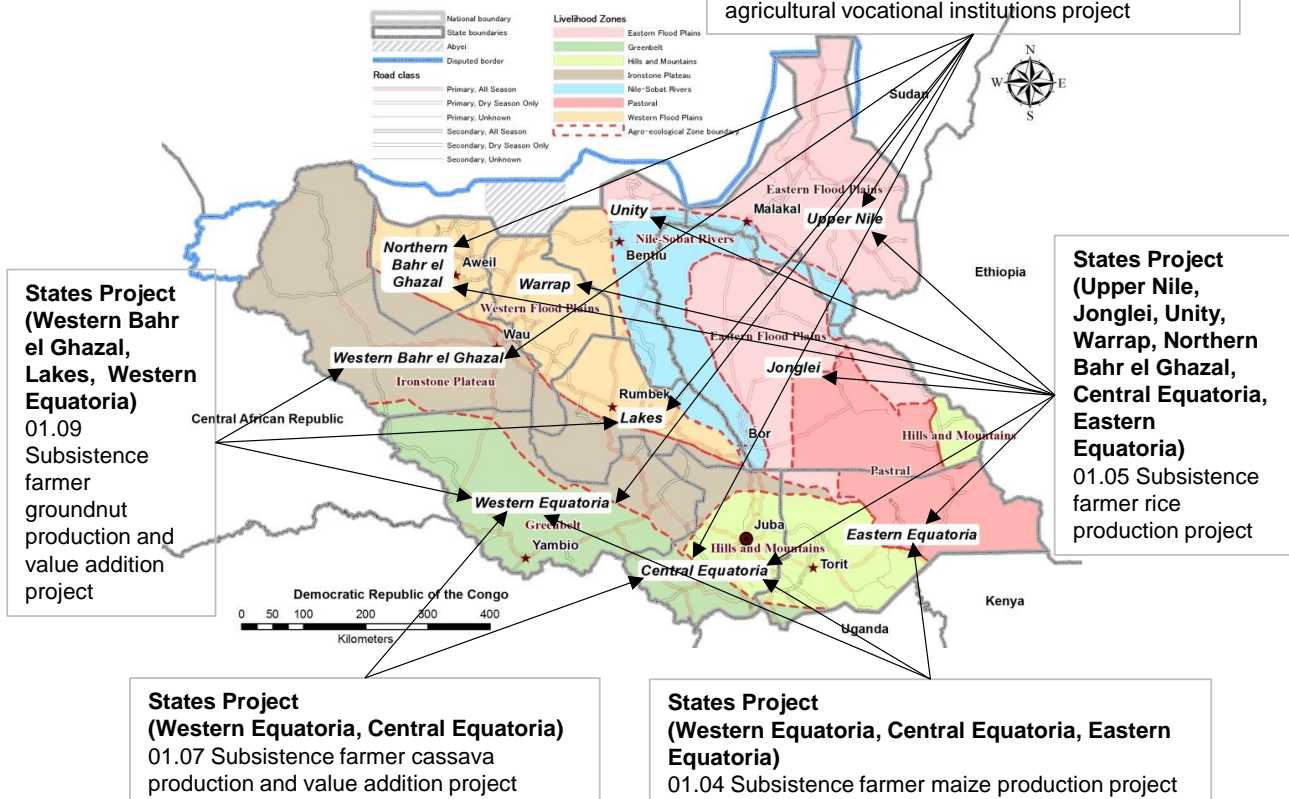 agricultural vocational institutions project
National boundary
State boundaries
Abyei
Disputed border
Road class
Primary, All Season
Primary, Dry Season Only
Primary, Unknown
Secondary, All Season
Secondary, Dry Season Only
Secondary, Unknown
Livelihood Zones
Eastern Flood Plains
Greenbelt
Hills and Mountains
Ironstone Plateau
Nile-Sobat Rivers
Pastoral
Western Flood Plains
Agro-ecological Zone boundary
N
W
E
S
Sudan
Eastern Flood Plains
Upper Nile
Malakal
Unity
Nile-Sobat Rivers
Bentiu
Northern
Bahr el
Ghazal
Aweil
Warrap
Western Flood Plains
Ethiopia
Wau
Western Bahr el Ghazal
Ironstone Plateau
Eastern Flood Plains
Jonglei
Rumbek
Lakes
Central African Republic
Bor
Hills and Mountains
Pastral
Western Equatoria
Greenbelt
Yambio
Juba
Hills and Mountains
Eastern Equatoria
Central Equatoria
Torit
Democratic Republic of the Congo
Kenya
Uganda
0 25 50 100 200 300 400
Kilometers
States Project
(Western Bahr
el Ghazal,
Lakes, Western
Equatoria)
01.09
Subsistence
farmer
groundnut
production and
value addition
project
States Project
(Upper Nile,
Jonglei, Unity,
Warrap, Northern
Bahr el Ghazal,
Central Equatoria,
Eastern
Equatoria)
01.05 Subsistence
farmer rice
production project
States Project
(Western Equatoria, Central Equatoria)
01.07 Subsistence farmer cassava
production and value addition project
States Project
(Western Equatoria, Central Equatoria, Eastern
Equatoria)
01.04 Subsistence farmer maize production project